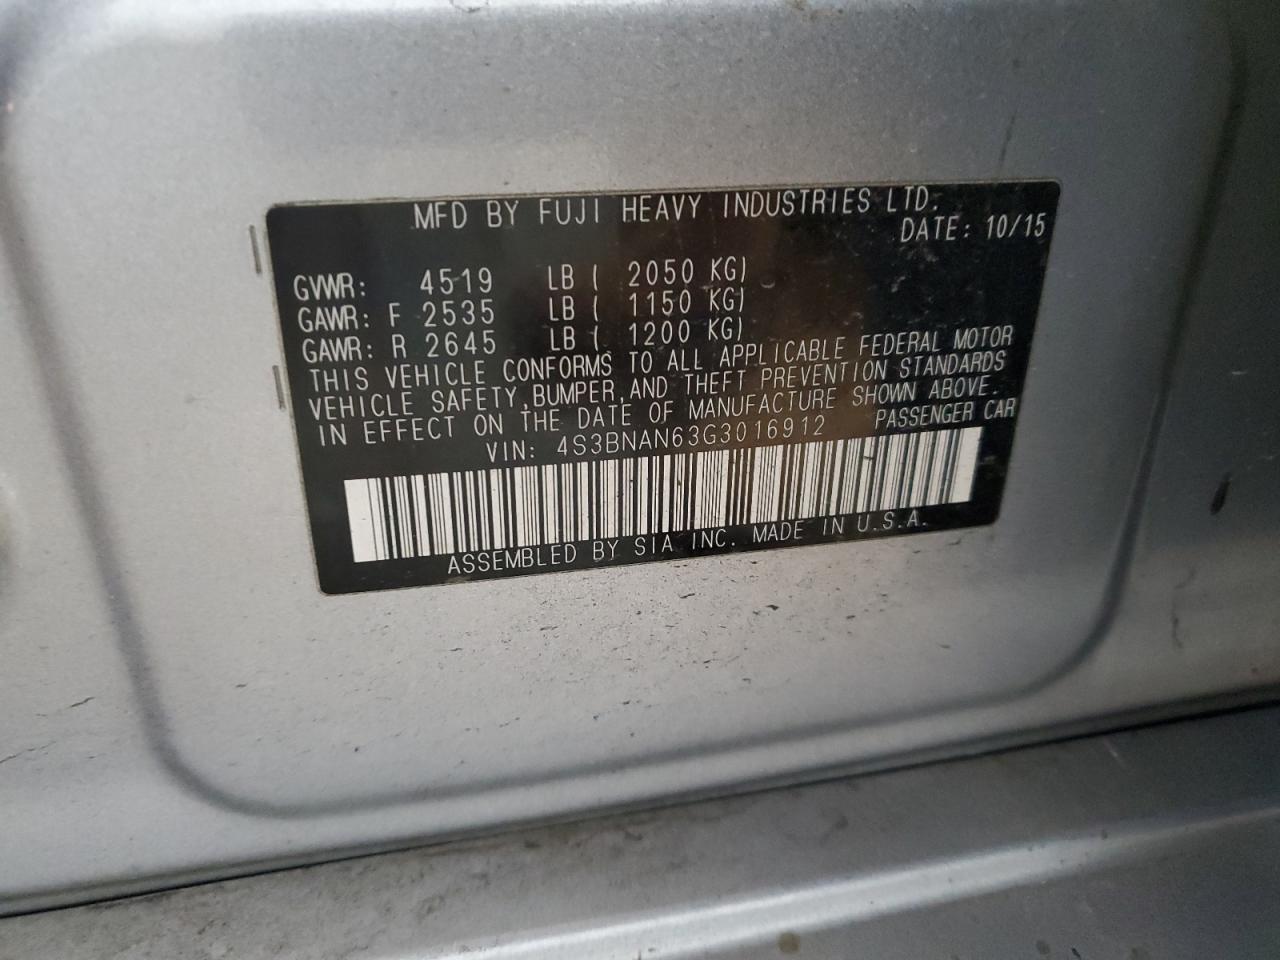 MFD BY FUJI HEAVY INDUSTRIES LTD.
DATE: 10/15
GVWR: 4519 LB ( 2050 KG)
GAWR: F 2535 LB ( 1150 KG)
GAWR: R 2645 LB ( 1200 KG)
THIS VEHICLE CONFORMS TO ALL APPLICABLE FEDERAL MOTOR
VEHICLE SAFETY,BUMPER,AND THEFT PREVENTION STANDARDS
IN EFFECT ON THE DATE OF MANUFACTURE SHOWN ABOVE.
VIN: 4S3BNAN63G3016912 PASSENGER CAR
ASSEMBLED BY SIA INC. MADE IN U.S.A.